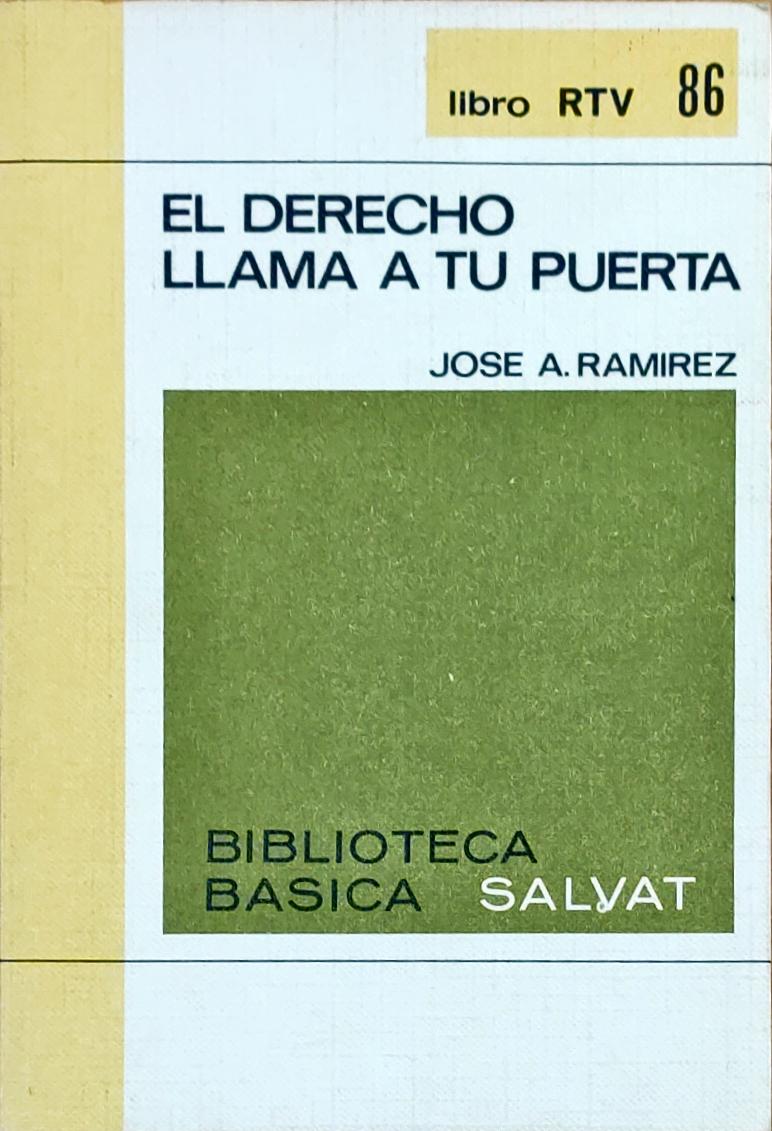 libro RTV 86
EL DERECHO
LLAMA A TU PUERTA
JOSE A. RAMIREZ
BIBLIOTECA
BASICA SALVAT